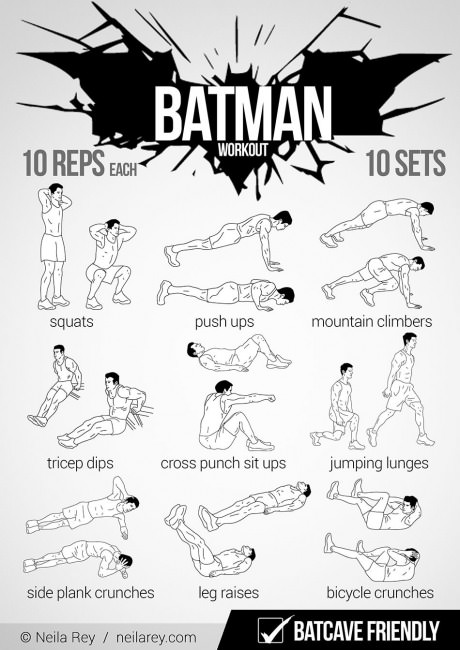 BATMAN
WORKOUT
10 REPS EACH
10 SETS
squats
push ups
mountain climbers
tricep dips
cross punch sit ups
jumping lunges
side plank crunches
leg raises
bicycle crunches
© Neila Rey / neilarey.com
BATCAVE FRIENDLY